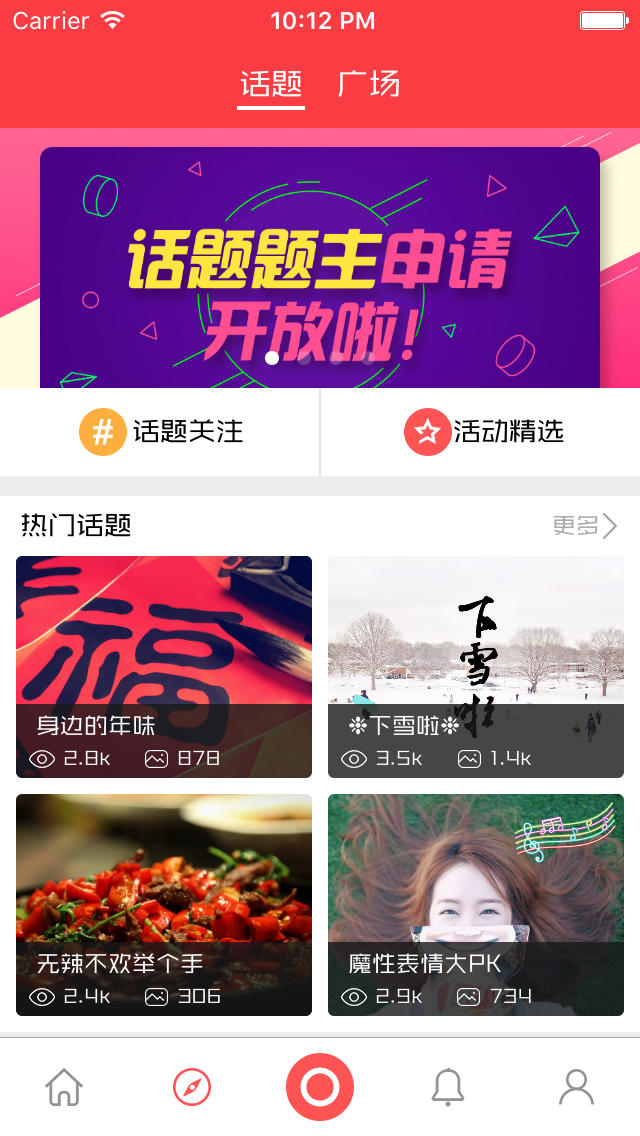 Carrier 10:12 PM
话题 广场
话题题主申请
开放啦!
# 话题关注 活动精选
热门话题 更多
福
下雪啦
身边的年味
2.8k 878
❉下雪啦❉
3.5k 1.4k
无辣不欢举个手
2.4k 306
魔性表情大PK
2.9k 734